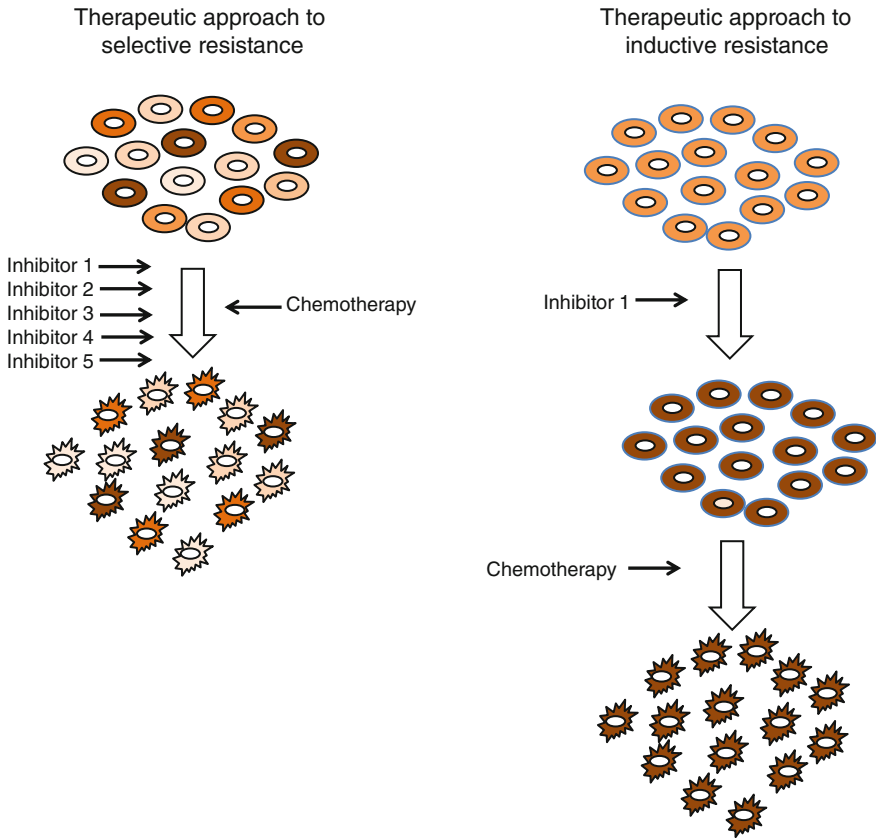 Therapeutic approach to
selective resistance
Inhibitor 1
Inhibitor 2
Inhibitor 3
Inhibitor 4
Inhibitor 5
Chemotherapy
Therapeutic approach to
inductive resistance
Inhibitor 1
Chemotherapy